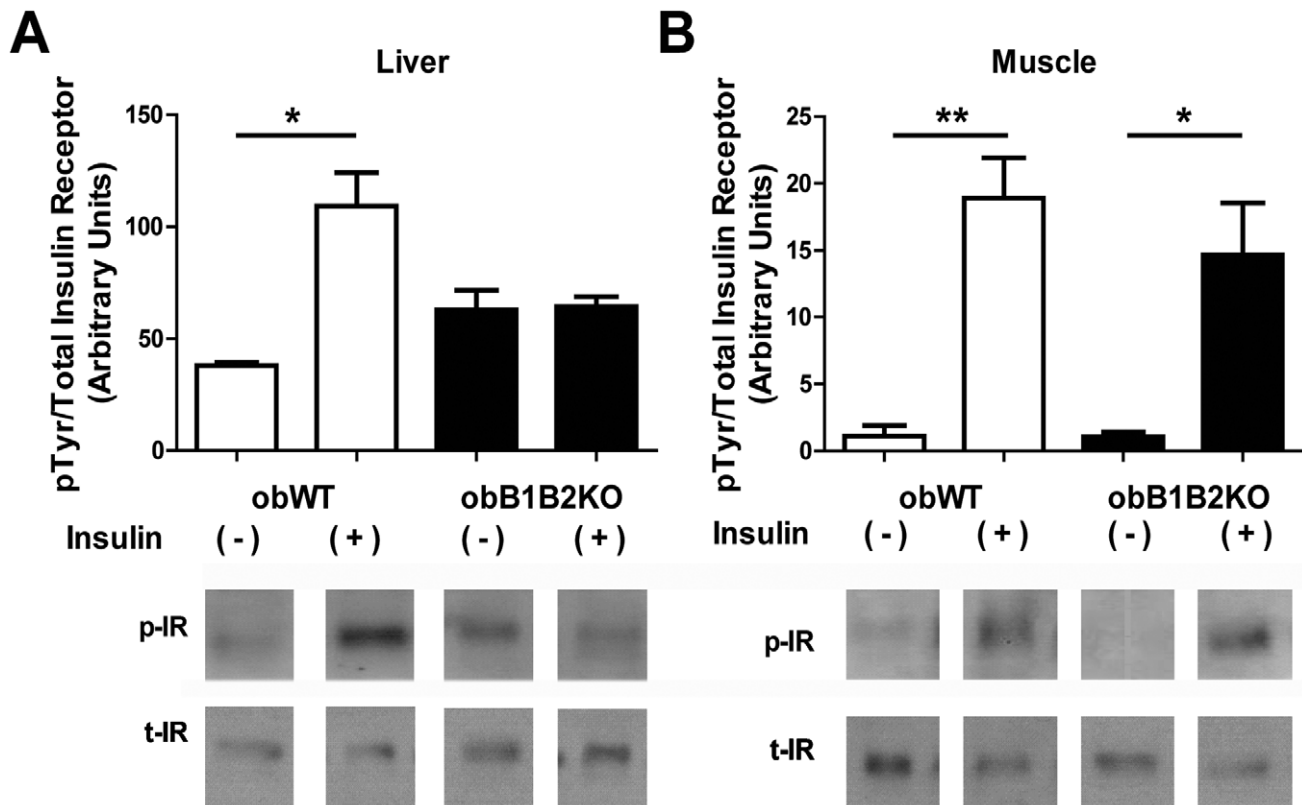 A
Liver
pTyr/Total Insulin Receptor
(Arbitrary Units)
150
100
50
0
*
obWT
obB1B2KO
Insulin
(-)
(+)
(-)
(+)
p-IR
t-IR
B
Muscle
pTyr/Total Insulin Receptor
(Arbitrary Units)
25
20
15
10
5
0
**
*
obWT
obB1B2KO
Insulin
(-)
(+)
(-)
(+)
p-IR
t-IR